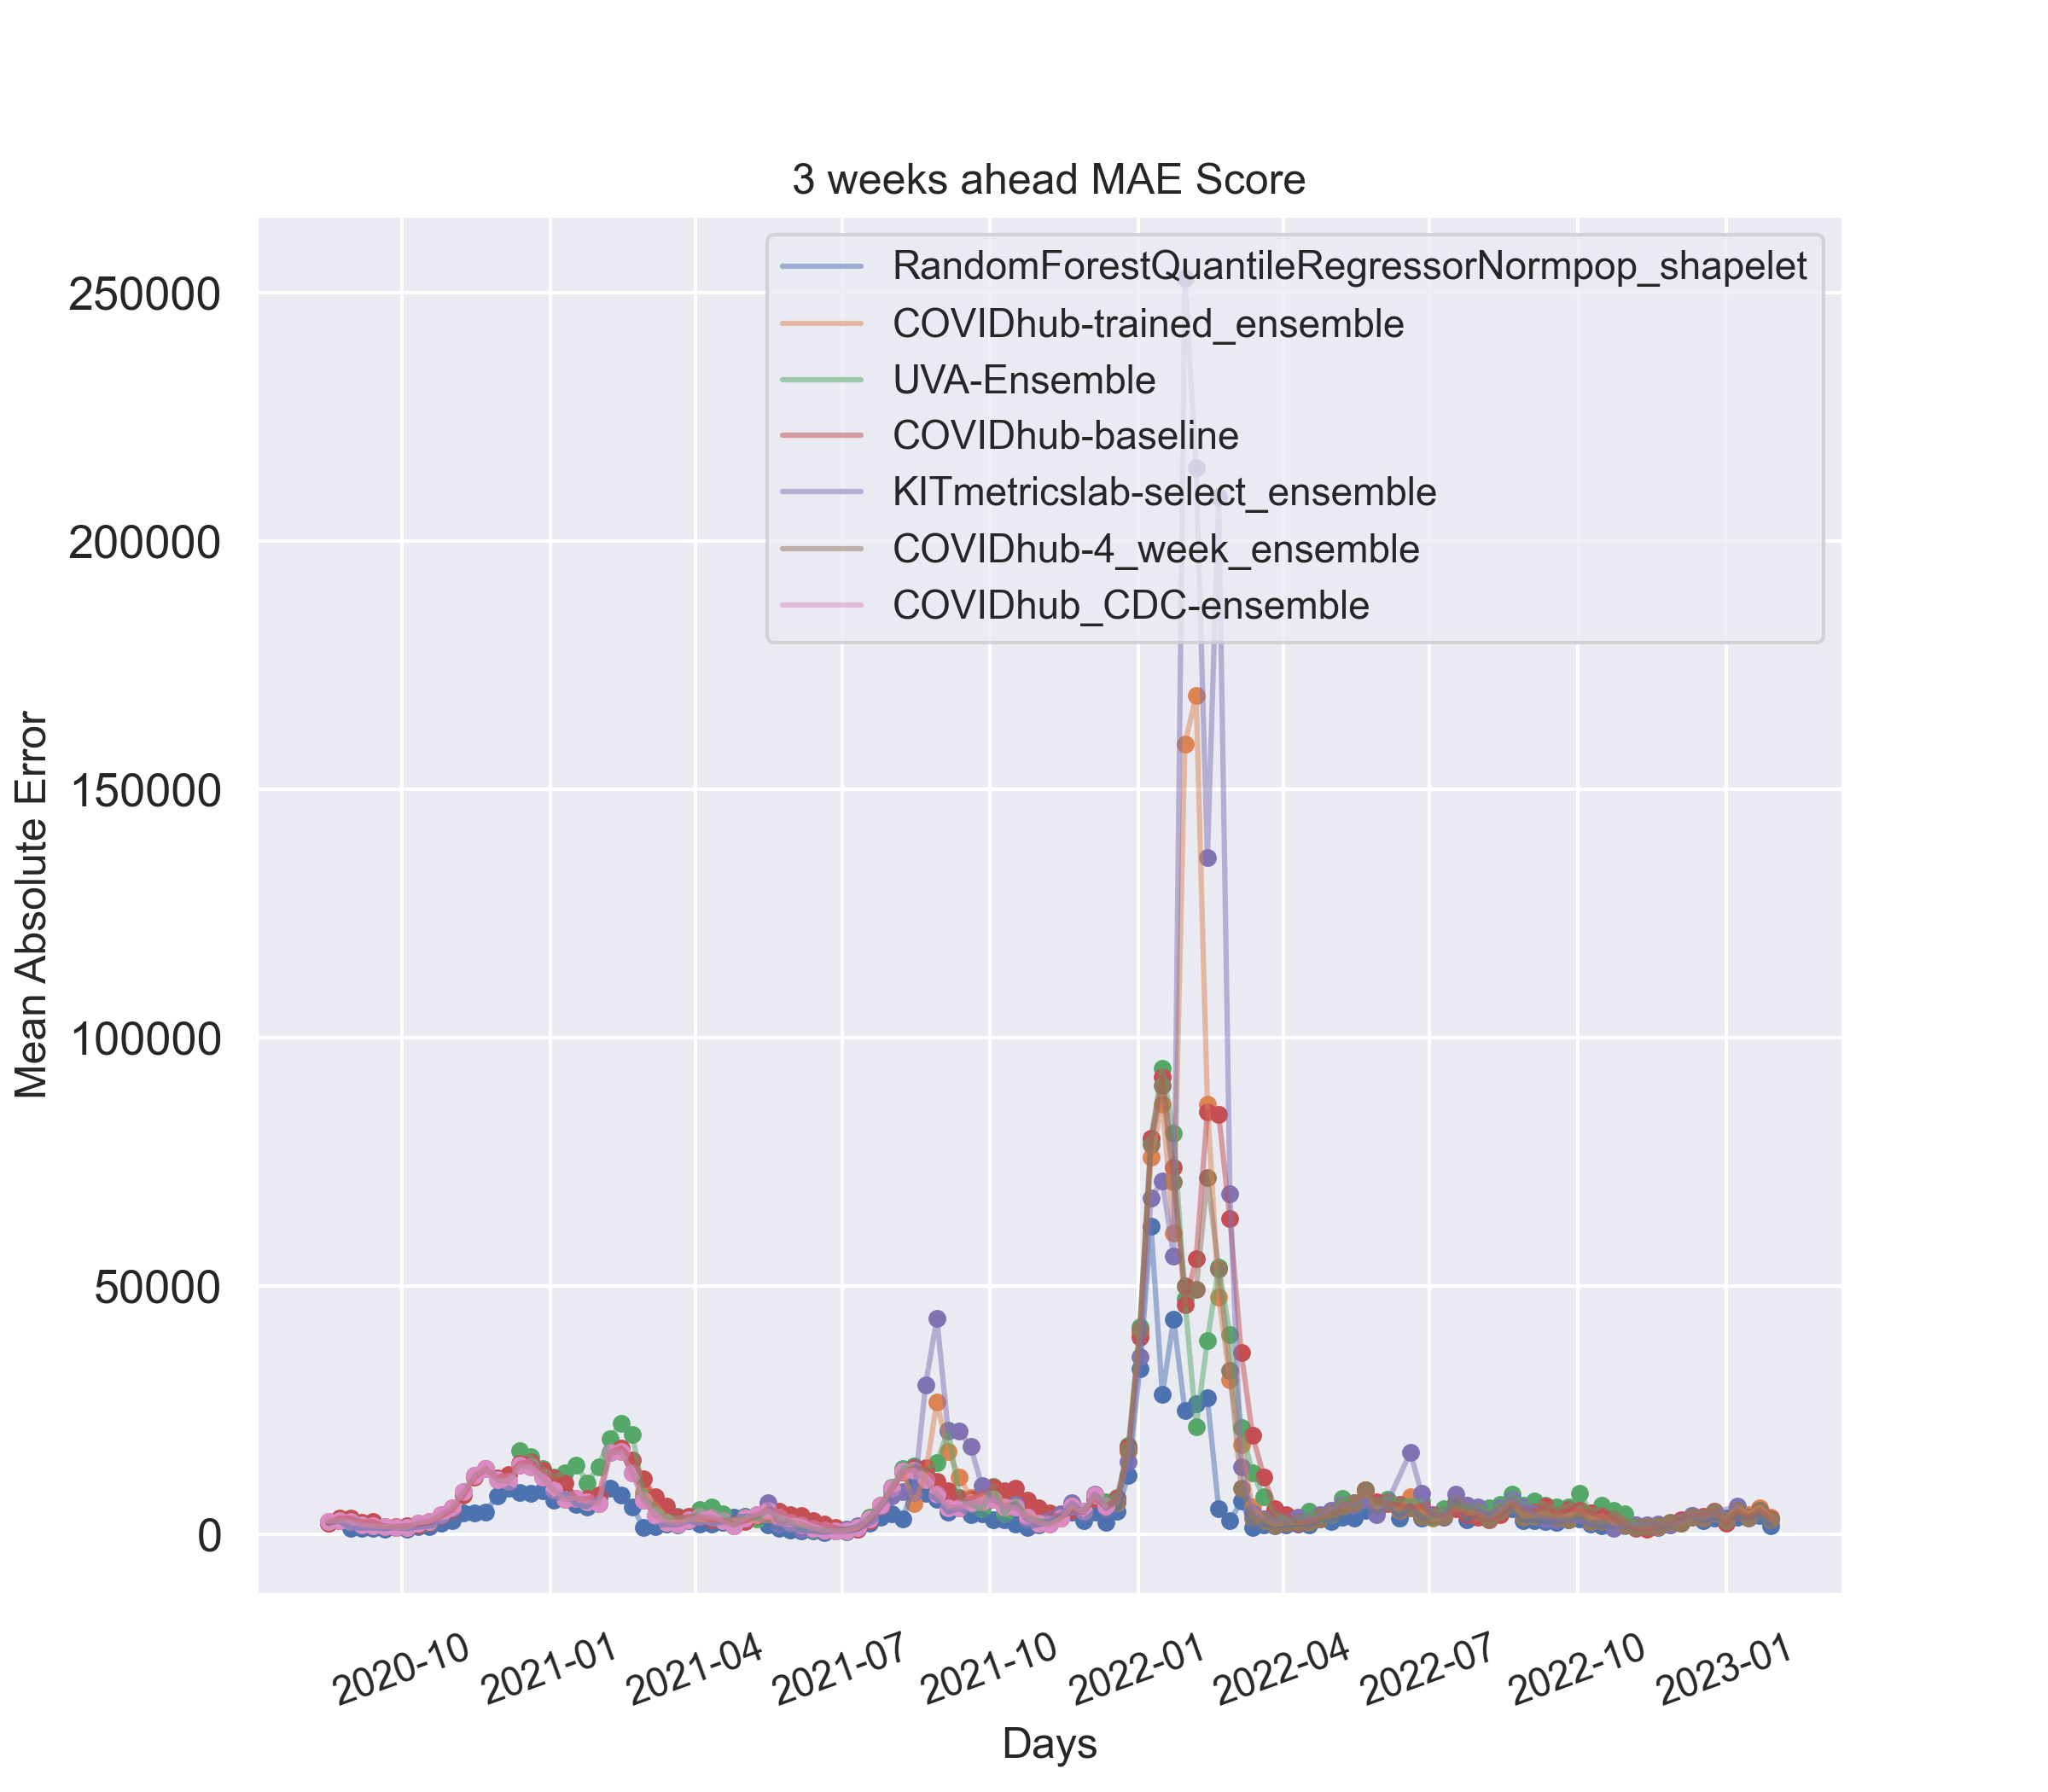 3 weeks ahead MAE Score
RandomForestQuantileRegressorNormpop_shapelet
COVIDhub-trained_ensemble
UVA-Ensemble
COVIDhub-baseline
KITmetricslab-select_ensemble
COVIDhub-4_week_ensemble
COVIDhub_CDC-ensemble
250000
200000
150000
100000
50000
0
Mean Absolute Error
2020-10
2021-01
2021-04
2021-07
2021-10
2022-01
2022-04
2022-07
2022-10
2023-01
Days